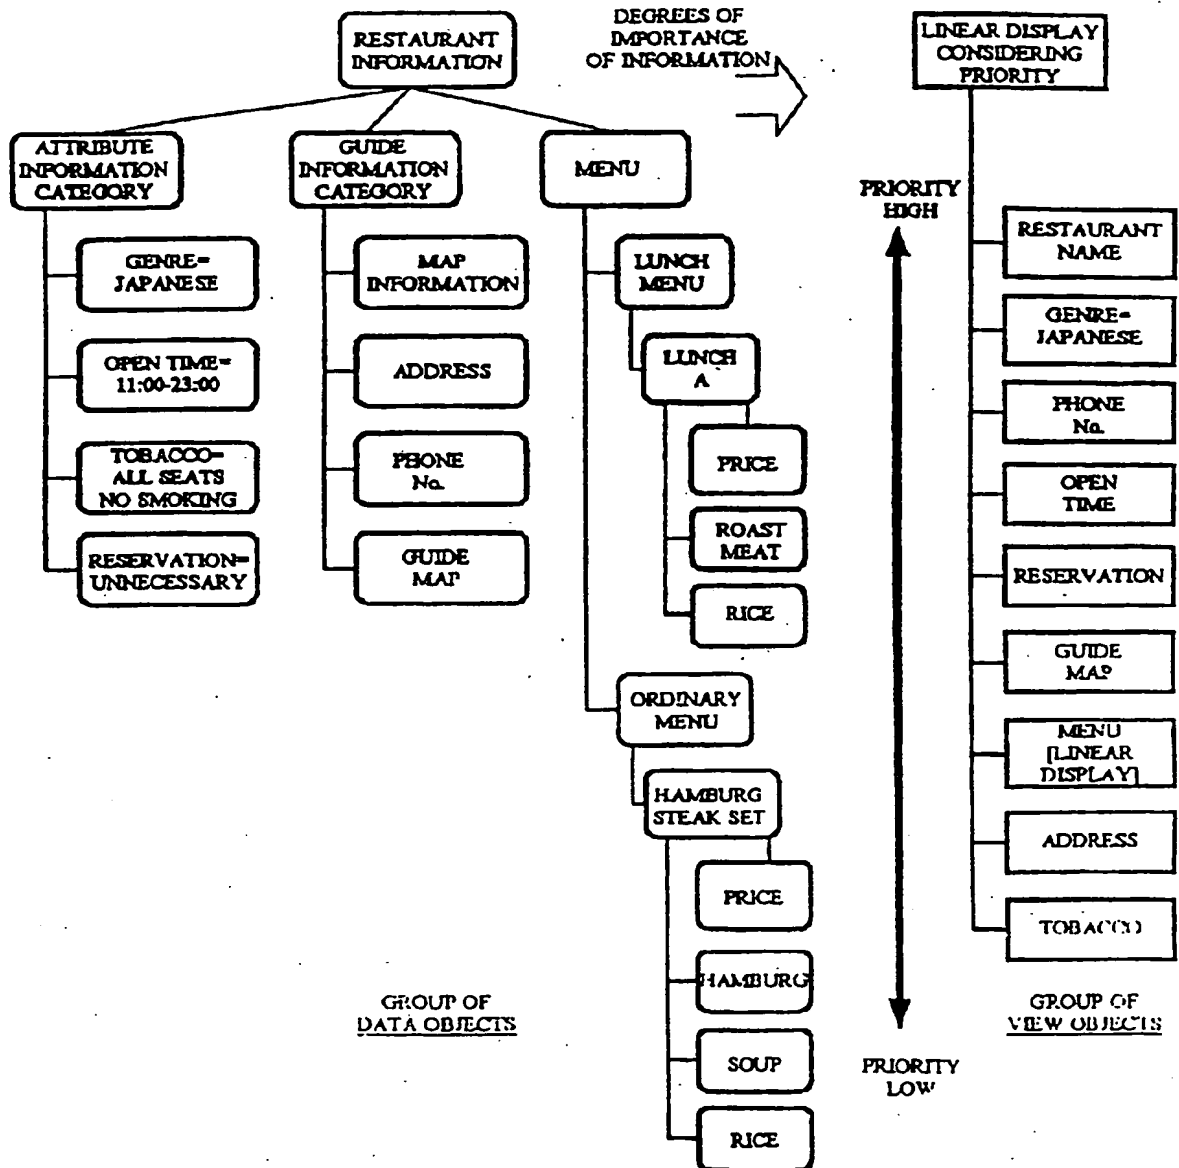 RESTAURANT
INFORMATION
DEGREES OF
IMPORTANCE
OF INFORMATION
LINEAR DISPLAY
CONSIDERING
PRIORITY
ATTRIBUTE
INFORMATION
CATEGORY
GENRE=
JAPANESE
OPEN TIME=
11:00-23:00
TOBACCO=
ALL SEATS
NO SMOKING
RESERVATION=
UNNECESSARY
GUIDE
INFORMATION
CATEGORY
MAP
INFORMATION
ADDRESS
PHONE
No.
GUIDE
MAP
MENU
LUNCH
MENU
LUNCH
A
PRICE
ROAST
MEAT
RICE
ORDINARY
MENU
HAMBURG
STEAK SET
PRICE
HAMBURG
SOUP
RICE
GROUP OF
DATA OBJECTS
PRIORITY
HIGH
PRIORITY
LOW
RESTAURANT
NAME
GENRE=
JAPANESE
PHONE
No.
OPEN
TIME
RESERVATION
GUIDE
MAP
MENU
[LINEAR
DISPLAY]
ADDRESS
TOBACCO
GROUP OF
VIEW OBJECTS